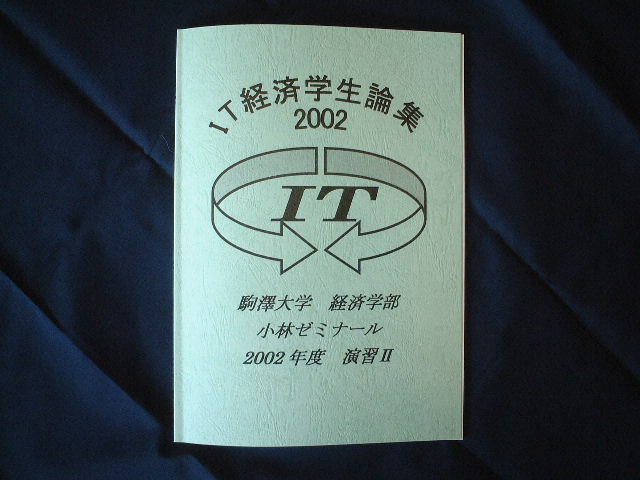 IT経済学生論集
2002
IT
駒澤大学　経済学部
小林ゼミナール
2002年度　演習Ⅱ